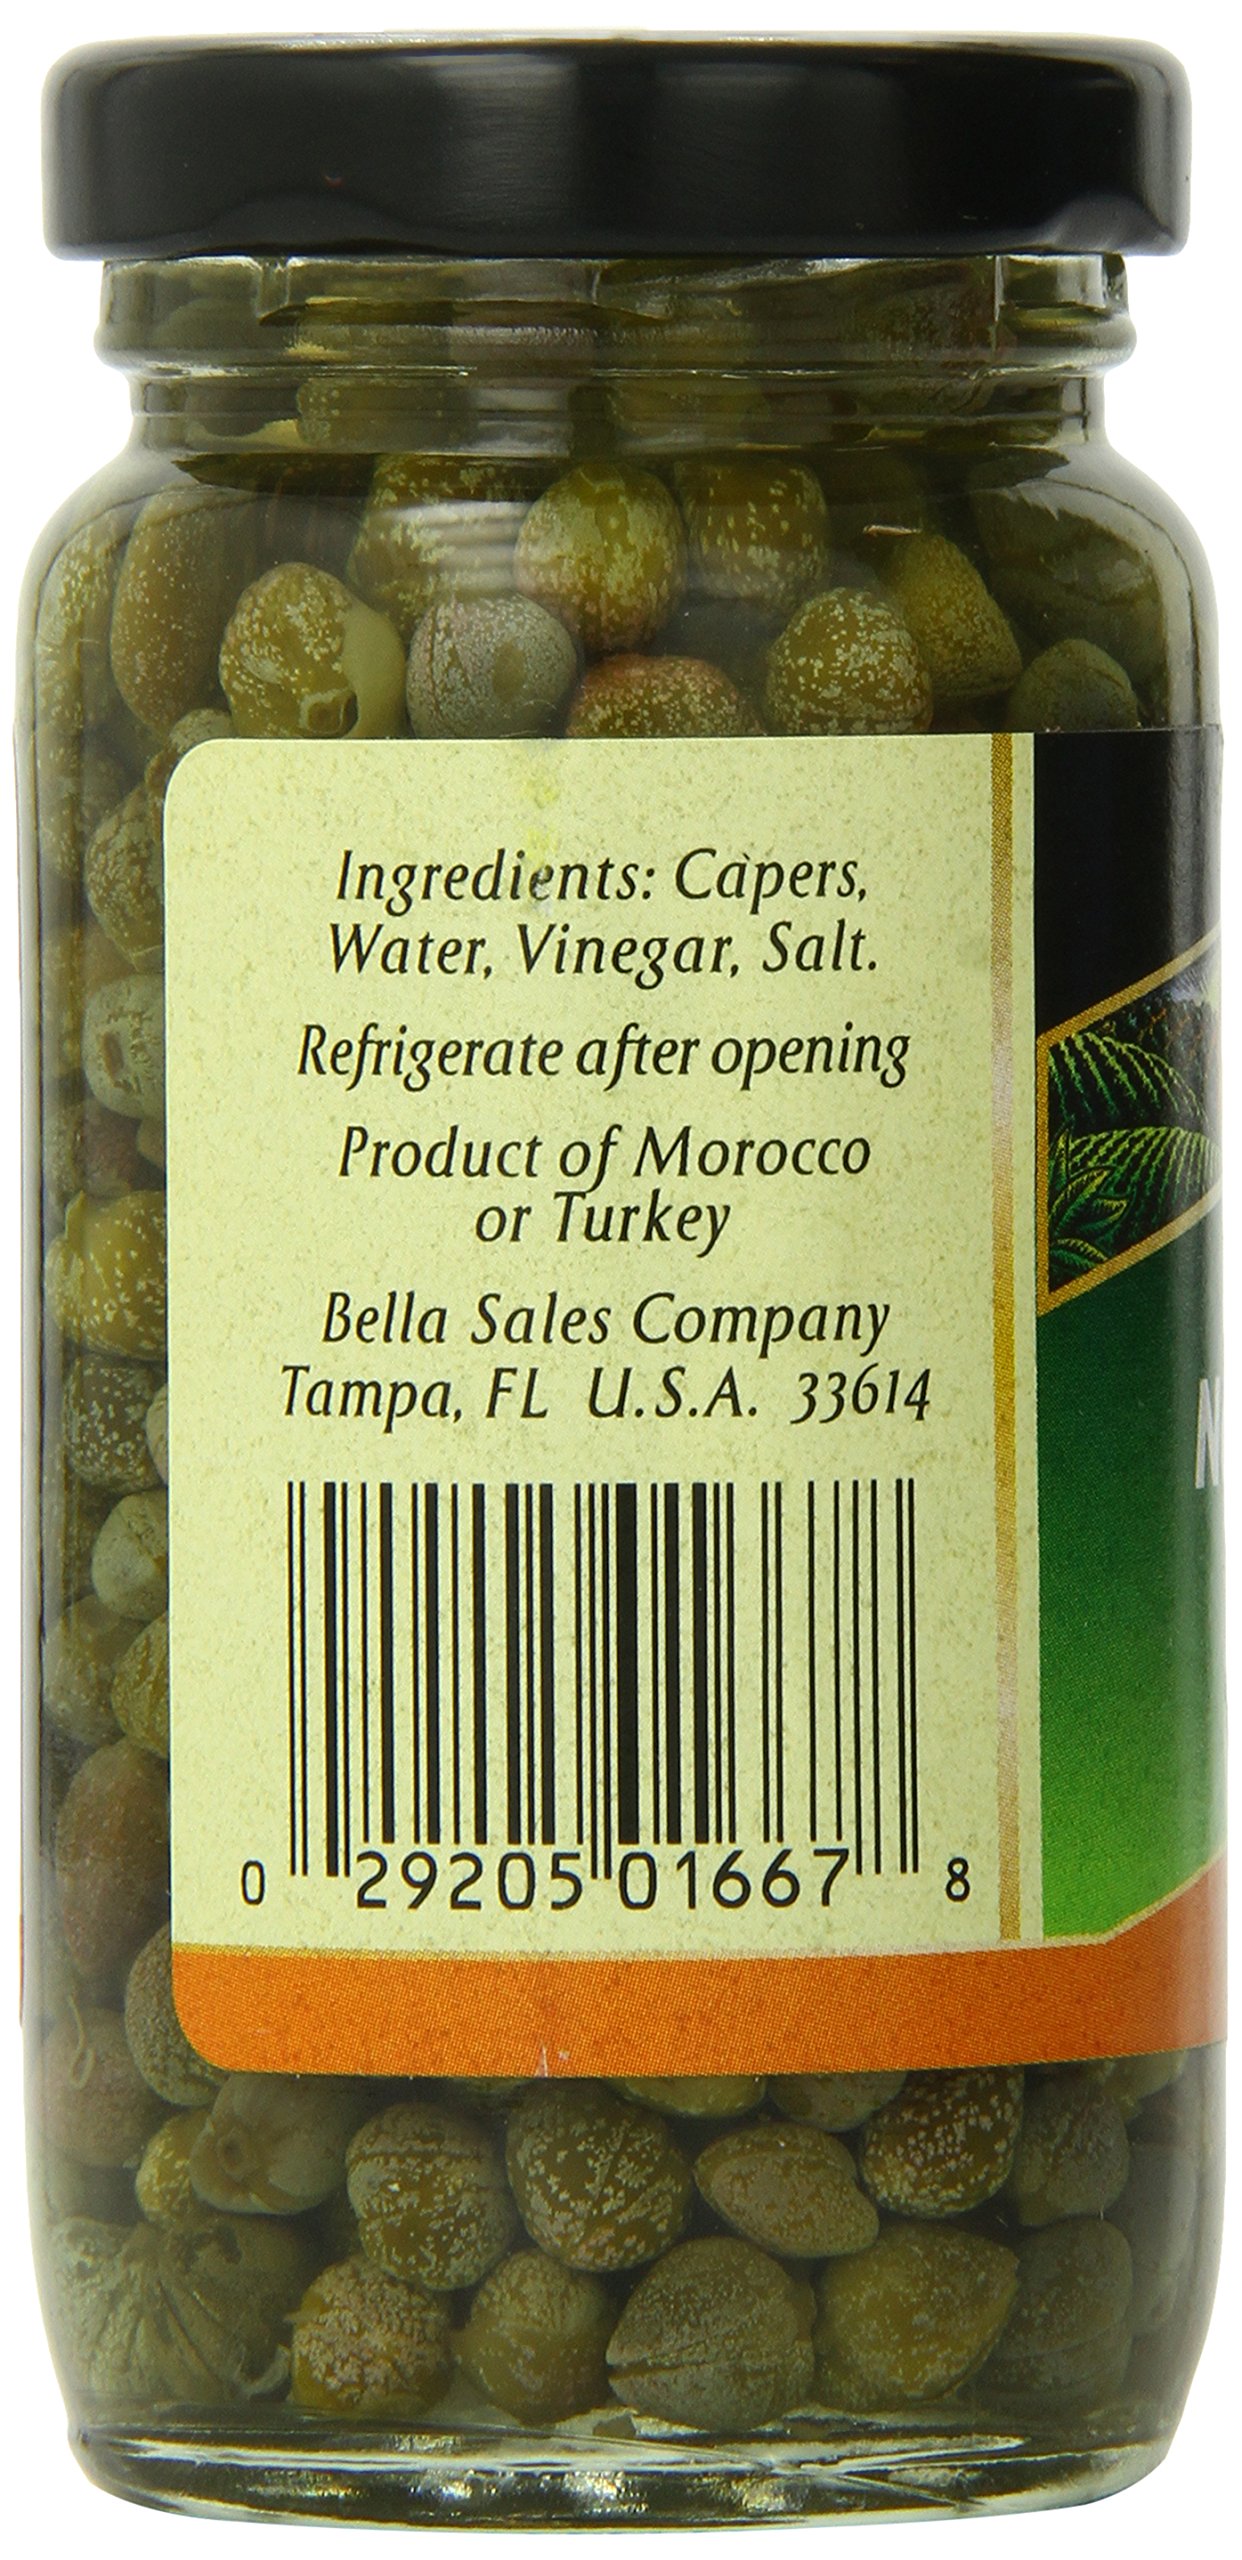 Ingredients: Capers,
Water, Vinegar, Salt.
Refrigerate after opening
Product of Morocco
or Turkey
Bella Sales Company
Tampa, FL U.S.A. 33614
0 29205 01667 8